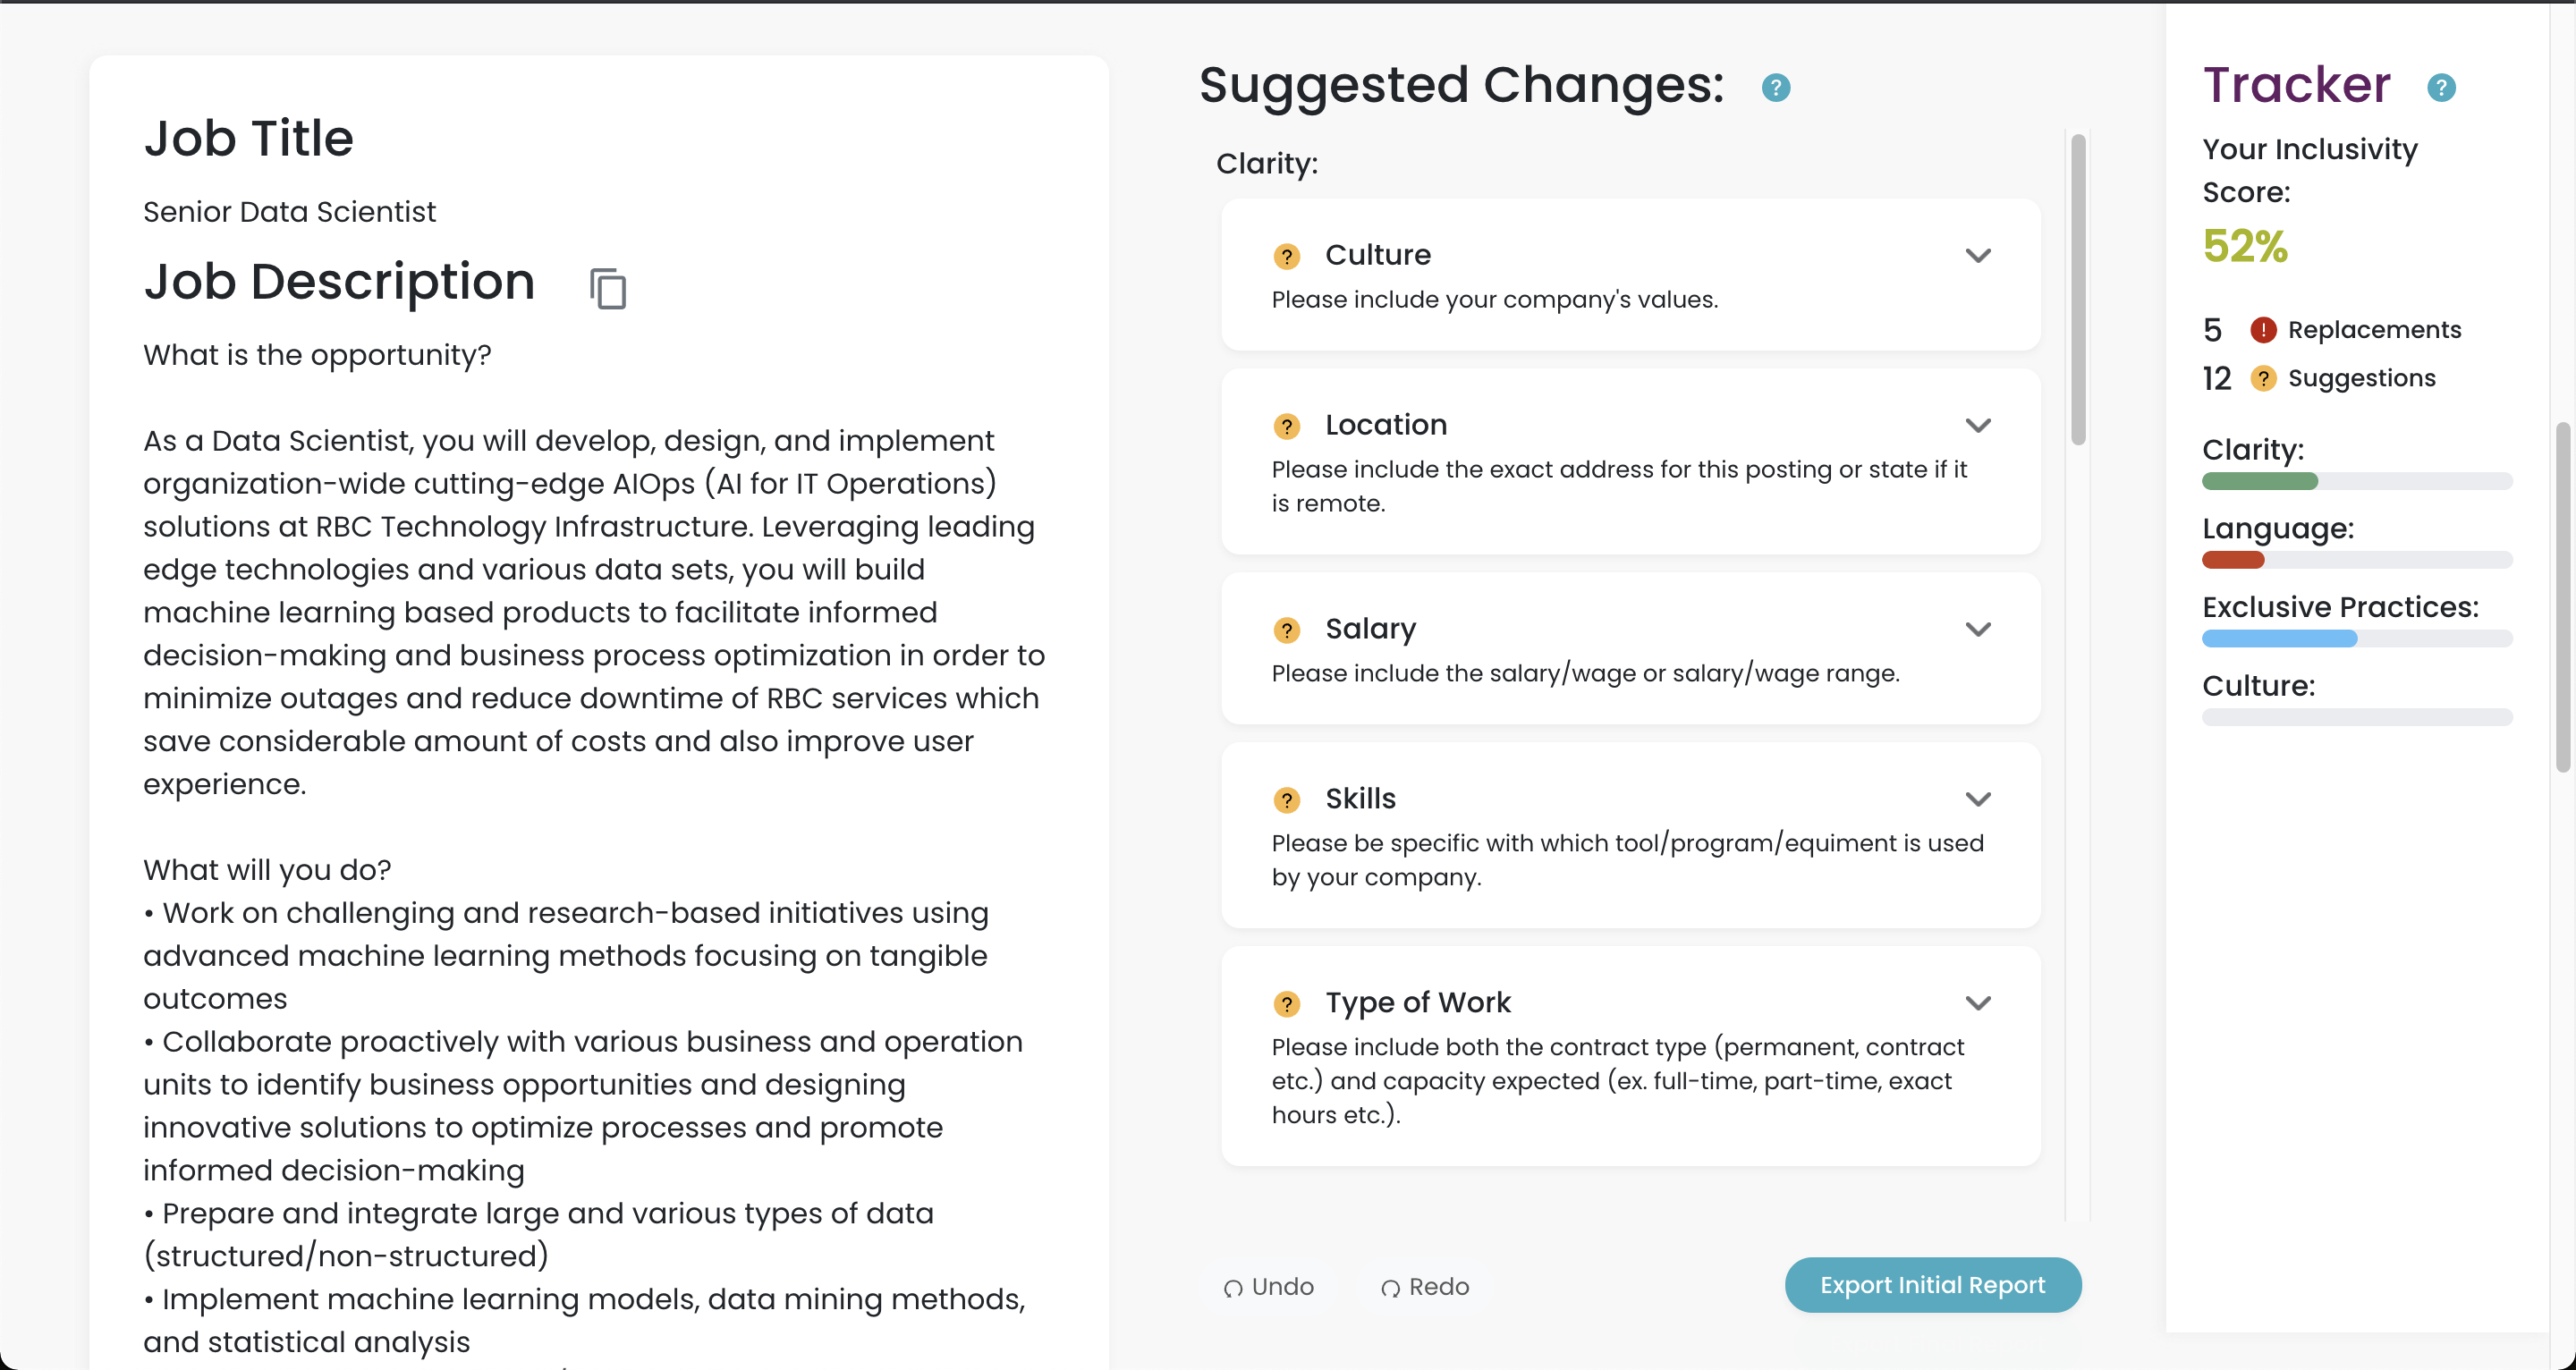 Job Title
Senior Data Scientist
Job Description
What is the opportunity?
As a Data Scientist, you will develop, design, and implement
organization-wide cutting-edge AIOps (AI for IT Operations)
solutions at RBC Technology Infrastructure. Leveraging leading
edge technologies and various data sets, you will build
machine learning based products to facilitate informed
decision-making and business process optimization in order to
minimize outages and reduce downtime of RBC services which
save considerable amount of costs and also improve user
experience.
What will you do?
• Work on challenging and research-based initiatives using
advanced machine learning methods focusing on tangible
outcomes
• Collaborate proactively with various business and operation
units to identify business opportunities and designing
innovative solutions to optimize processes and promote
informed decision-making
• Prepare and integrate large and various types of data
(structured/non-structured)
• Implement machine learning models, data mining methods,
and statistical analysis
Suggested Changes: ?
Clarity:
? Culture
Please include your company's values.
? Location
Please include the exact address for this posting or state if it
is remote.
? Salary
Please include the salary/wage or salary/wage range.
? Skills
Please be specific with which tool/program/equiment is used
by your company.
? Type of Work
Please include both the contract type (permanent, contract
etc.) and capacity expected (ex. full-time, part-time, exact
hours etc.).
Undo
Redo
Export Initial Report
Tracker ?
Your Inclusivity
Score:
52%
5 ! Replacements
12 ? Suggestions
Clarity:
Language:
Exclusive Practices:
Culture: